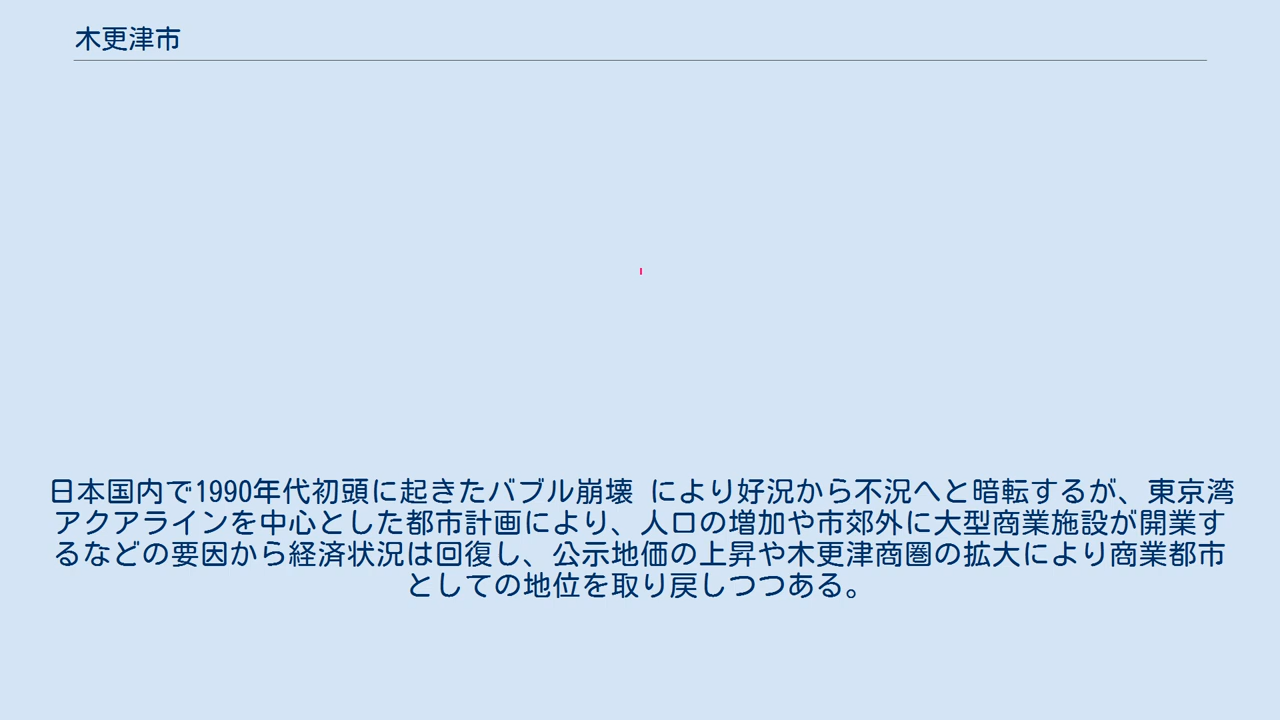 木更津市
日本国内で1990年代初頭に起きたバブル崩壊 により好況から不況へと暗転するが、東京湾
アクアラインを中心とした都市計画により、人口の増加や市郊外に大型商業施設が開業す
るなどの要因から経済状況は回復し、公示地価の上昇や木更津商圏の拡大により商業都市
としての地位を取り戻しつつある。